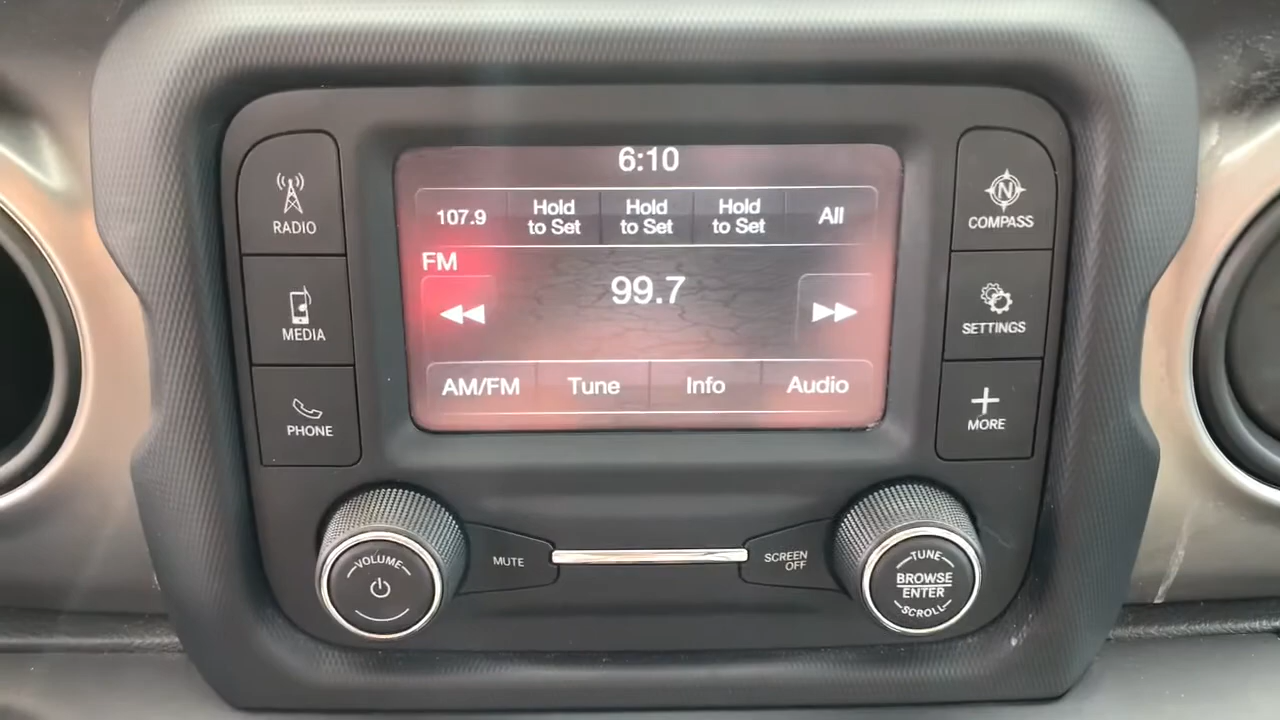 6:10
107.9
Hold
to Set
Hold
to Set
Hold
to Set
All
FM
99.7
AM/FM
Tune
Info
Audio
RADIO
MEDIA
PHONE
N
COMPASS
SETTINGS
MORE
VOLUME
MUTE
SCREEN
OFF
TUNE
BROWSE
ENTER
SCROLL